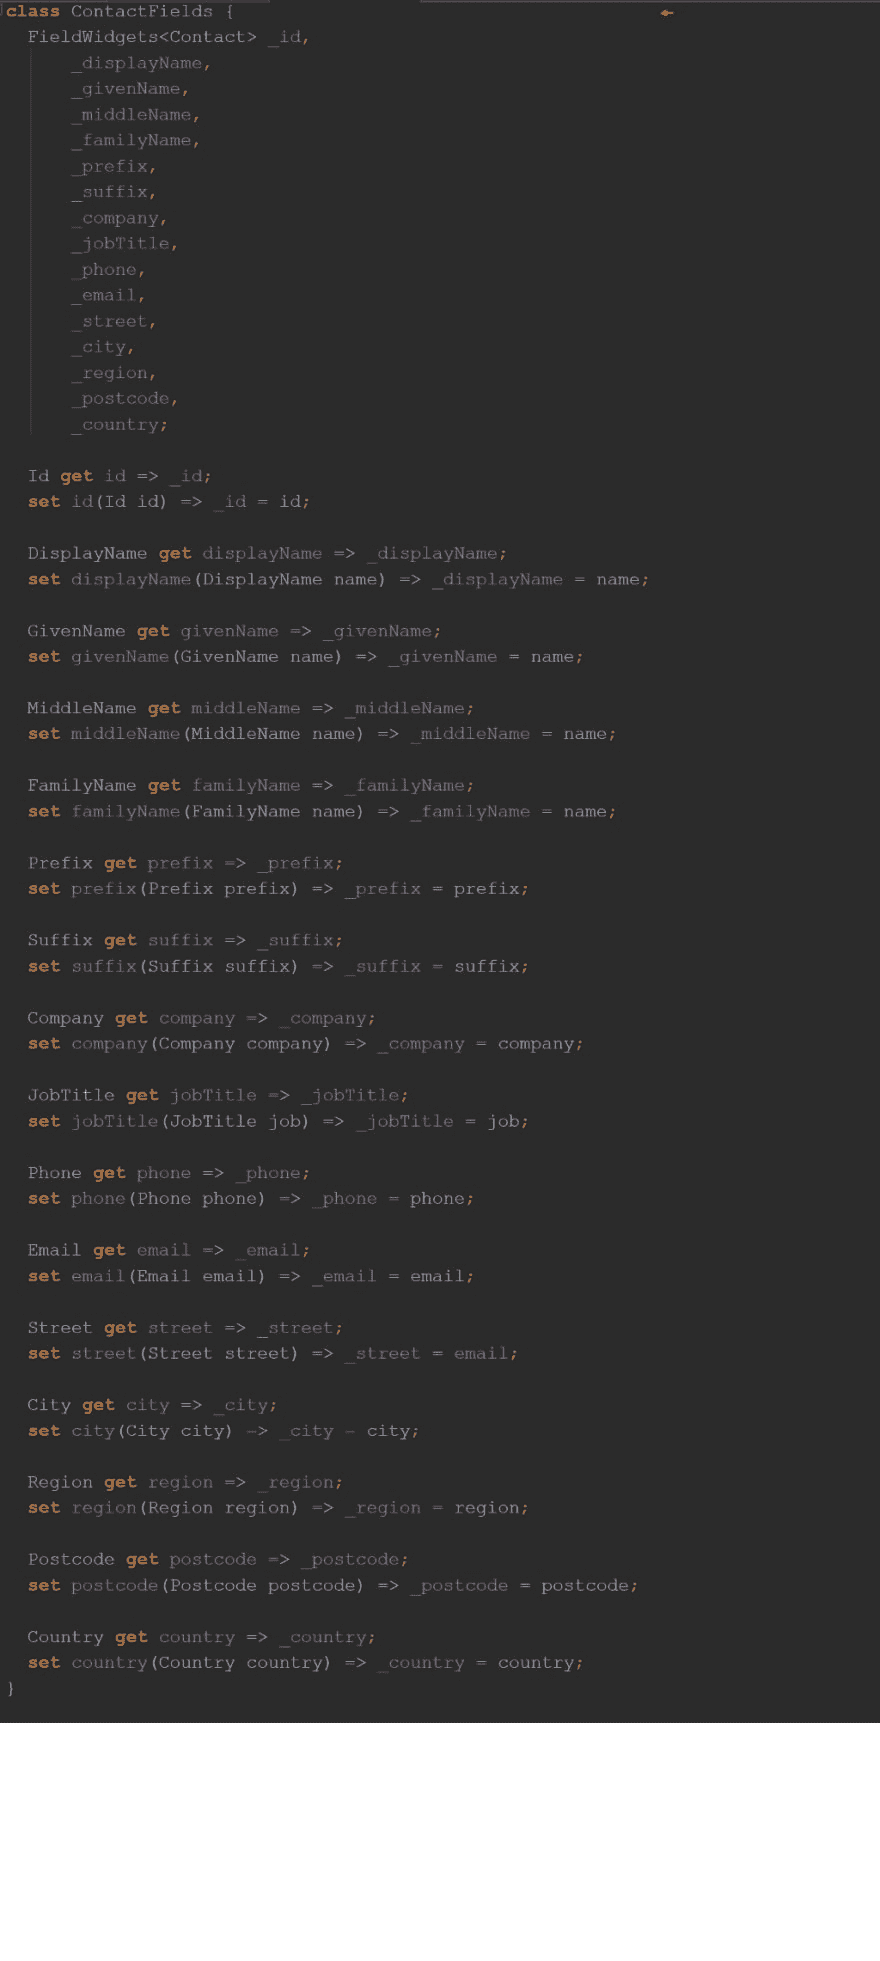 class ContactFields {
FieldWidgets<Contact> _id,
_displayName,
_givenName,
_middleName,
_familyName,
_prefix,
_suffix,
_company,
_jobTitle,
_phone,
_email,
_street,
_city,
_region,
_postcode,
_country;
Id get id => _id;
set id(Id id) => _id = id;
DisplayName get displayName => _displayName;
set displayName(DisplayName name) => _displayName = name;
GivenName get givenName => _givenName;
set givenName(GivenName name) => _givenName = name;
MiddleName get middleName => _middleName;
set middleName(MiddleName name) => _middleName = name;
FamilyName get familyName => _familyName;
set familyName(FamilyName name) => _familyName = name;
Prefix get prefix => _prefix;
set prefix(Prefix prefix) => _prefix = prefix;
Suffix get suffix => _suffix;
set suffix(Suffix suffix) => _suffix = suffix;
Company get company => _company;
set company(Company company) => _company = company;
JobTitle get jobTitle => _jobTitle;
set jobTitle(JobTitle job) => _jobTitle = job;
Phone get phone => _phone;
set phone(Phone phone) => _phone = phone;
Email get email => _email;
set email(Email email) => _email = email;
Street get street => _street;
set street(Street street) => _street = email;
City get city => _city;
set city(City city) => _city = city;
Region get region => _region;
set region(Region region) => _region = region;
Postcode get postcode => _postcode;
set postcode(Postcode postcode) => _postcode = postcode;
Country get country => _country;
set country(Country country) => _country = country;
}